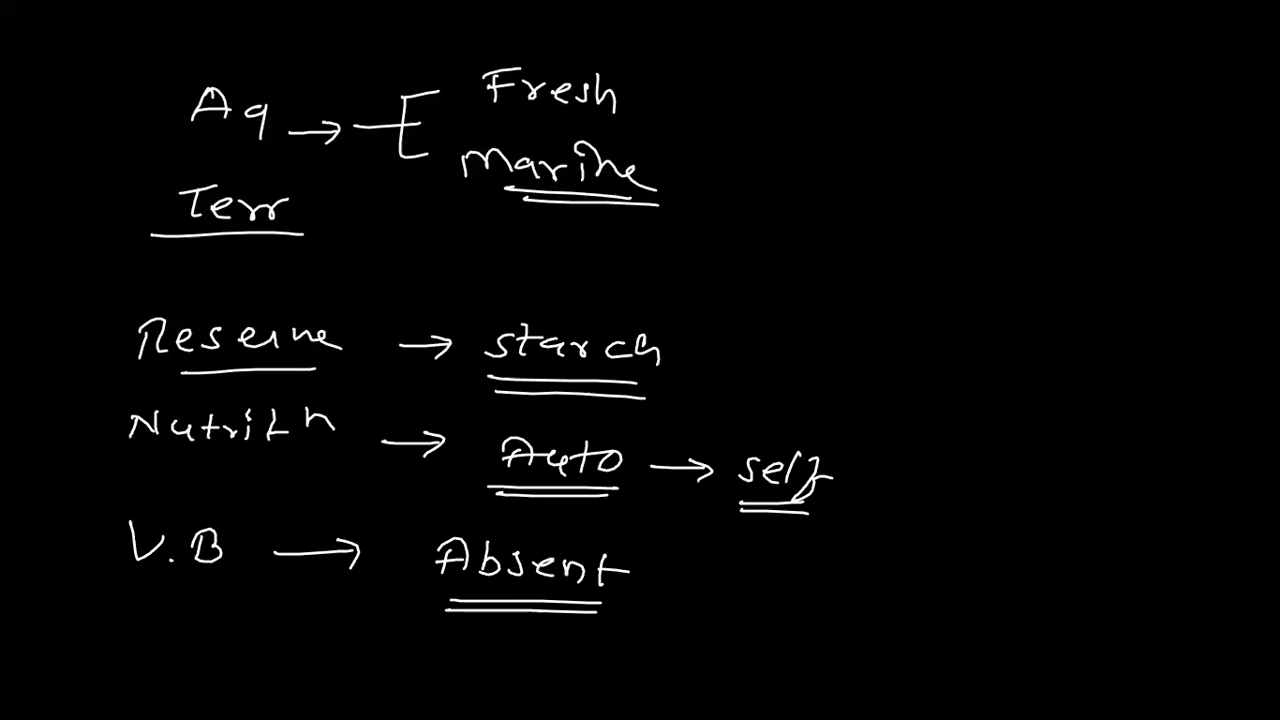 Aq → Fresh
Marine
Terr
Reserve → starch
Nutritn → Auto → self
V.B → Absent